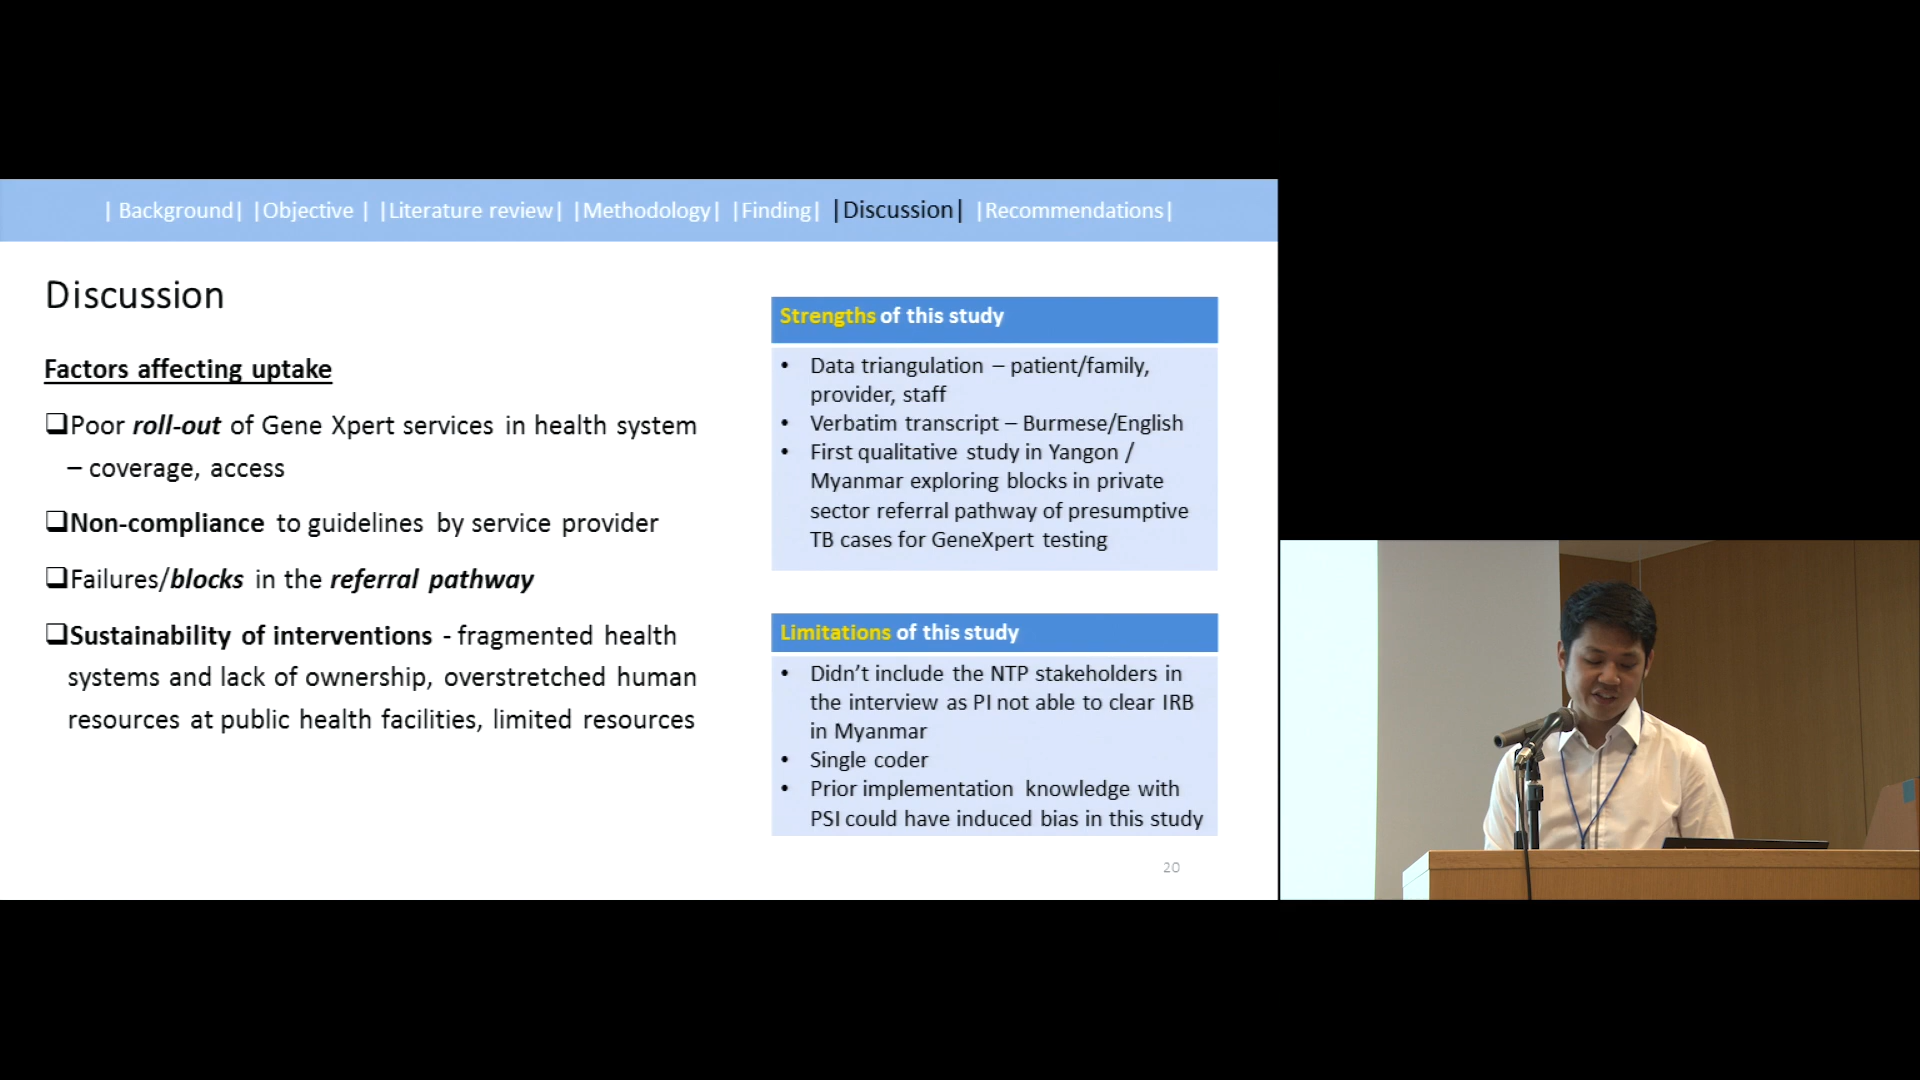 | Background| |Objective | |Literature review| |Methodology| |Finding| |Discussion| |Recommendations|
Discussion
Factors affecting uptake
❑Poor roll-out of Gene Xpert services in health system
– coverage, access
❑Non-compliance to guidelines by service provider
❑Failures/blocks in the referral pathway
❑Sustainability of interventions - fragmented health
systems and lack of ownership, overstretched human
resources at public health facilities, limited resources
Strengths of this study
• Data triangulation – patient/family,
provider, staff
• Verbatim transcript – Burmese/English
• First qualitative study in Yangon /
Myanmar exploring blocks in private
sector referral pathway of presumptive
TB cases for GeneXpert testing
Limitations of this study
• Didn’t include the NTP stakeholders in
the interview as PI not able to clear IRB
in Myanmar
• Single coder
• Prior implementation knowledge with
PSI could have induced bias in this study
20